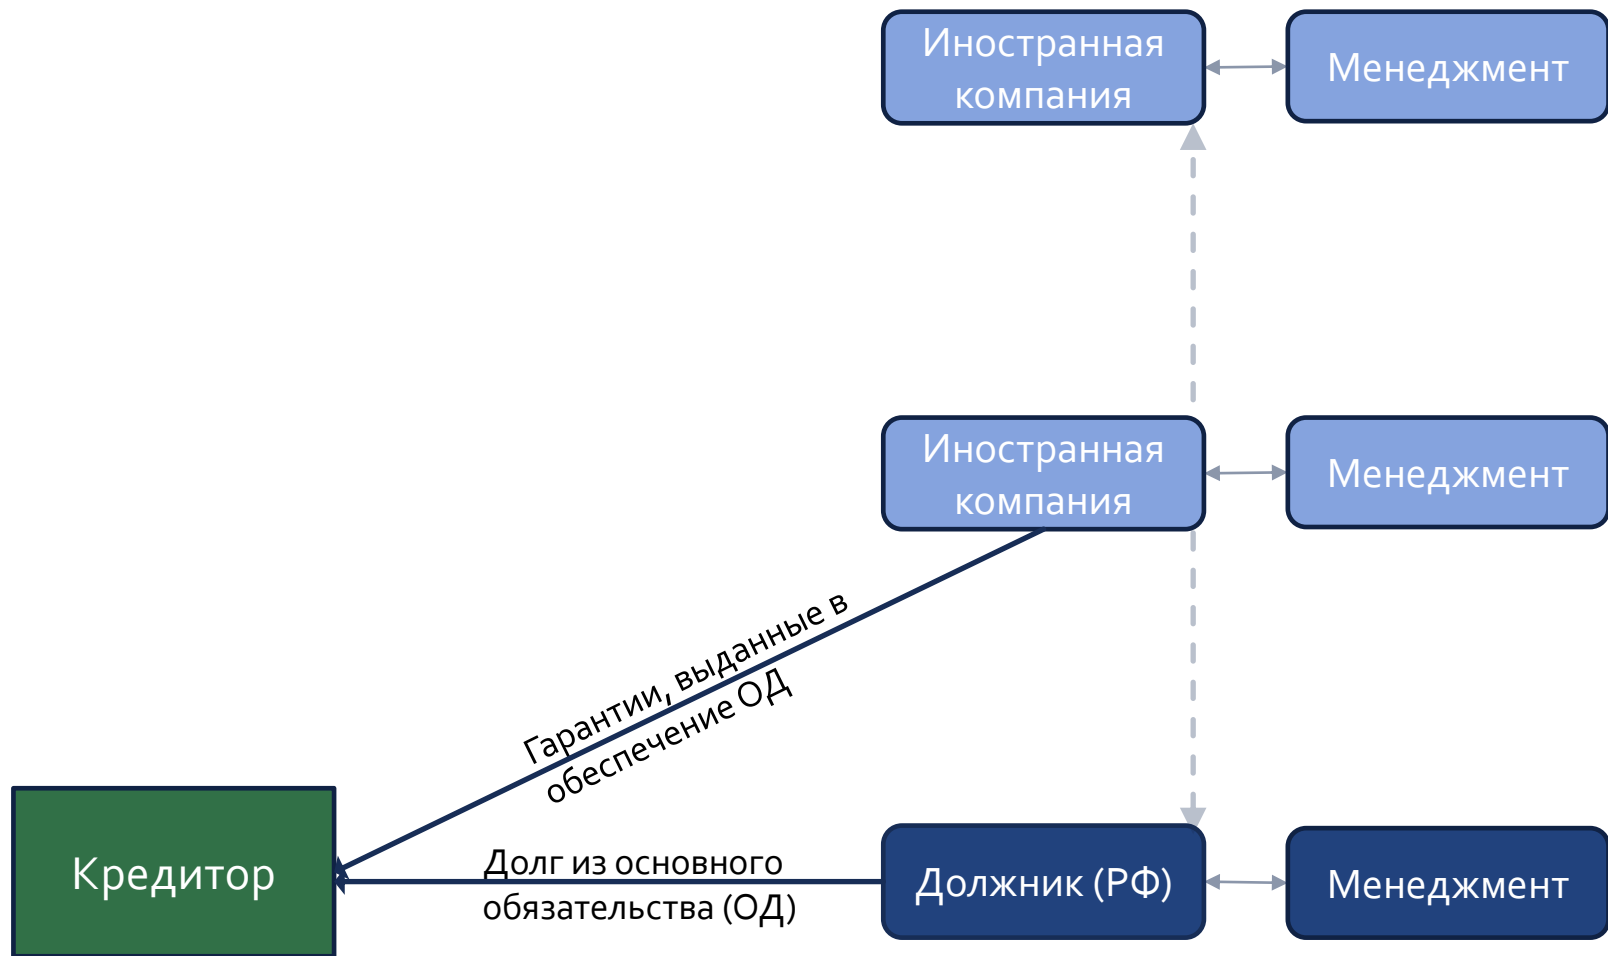 Иностранная
компания
Менеджмент
Иностранная
компания
Менеджмент
Гарантии, выданные в
обеспечение ОД
Кредитор
Долг из основного
обязательства (ОД)
Должник (РФ)
Менеджмент